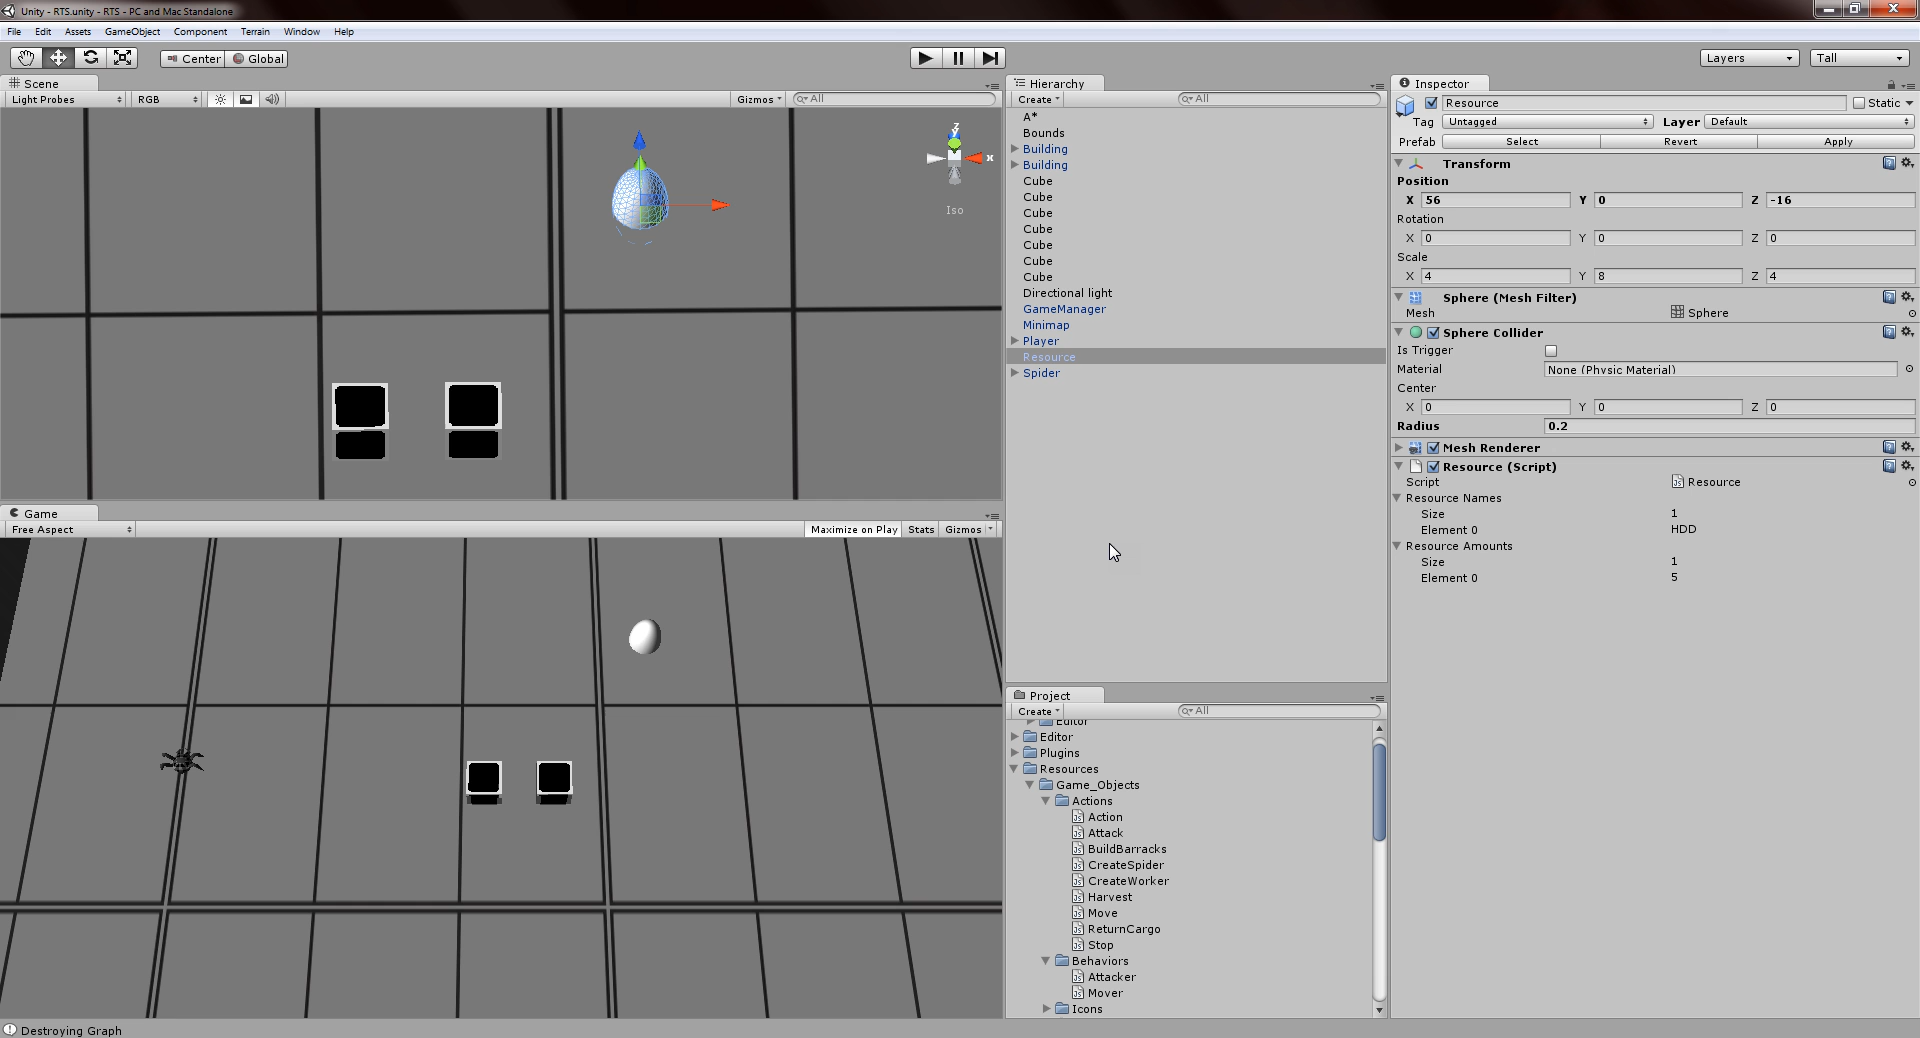 Unity - RTS.unity - RTS - PC and Mac Standalone
File Edit Assets GameObject Component Terrain Window Help
Center Global Layers Tall
Scene
Light Probes RGB Gizmos All
Z
Y
x
Iso
Game
Free Aspect Maximize on Play Stats Gizmos
Destroying Graph
Hierarchy
Create All
A*
Bounds
Building
Building
Cube
Cube
Cube
Cube
Cube
Cube
Cube
Directional light
GameManager
Minimap
Player
Resource
Spider
Project
Create All
Editor
Editor
Plugins
Resources
Game_Objects
Actions
Action
Attack
BuildBarracks
CreateSpider
CreateWorker
Harvest
Move
ReturnCargo
Stop
Behaviors
Attacker
Mover
Icons
Inspector
Resource Static
Tag Untagged Layer Default
Prefab Select Revert Apply
Transform
Position
X 56 Y 0 Z -16
Rotation
X 0 Y 0 Z 0
Scale
X 4 Y 8 Z 4
Sphere (Mesh Filter)
Mesh Sphere
Sphere Collider
Is Trigger
Material None (Physic Material)
Center
X 0 Y 0 Z 0
Radius 0.2
Mesh Renderer
Resource (Script)
Script Resource
Resource Names
Size 1
Element 0 HDD
Resource Amounts
Size 1
Element 0 5